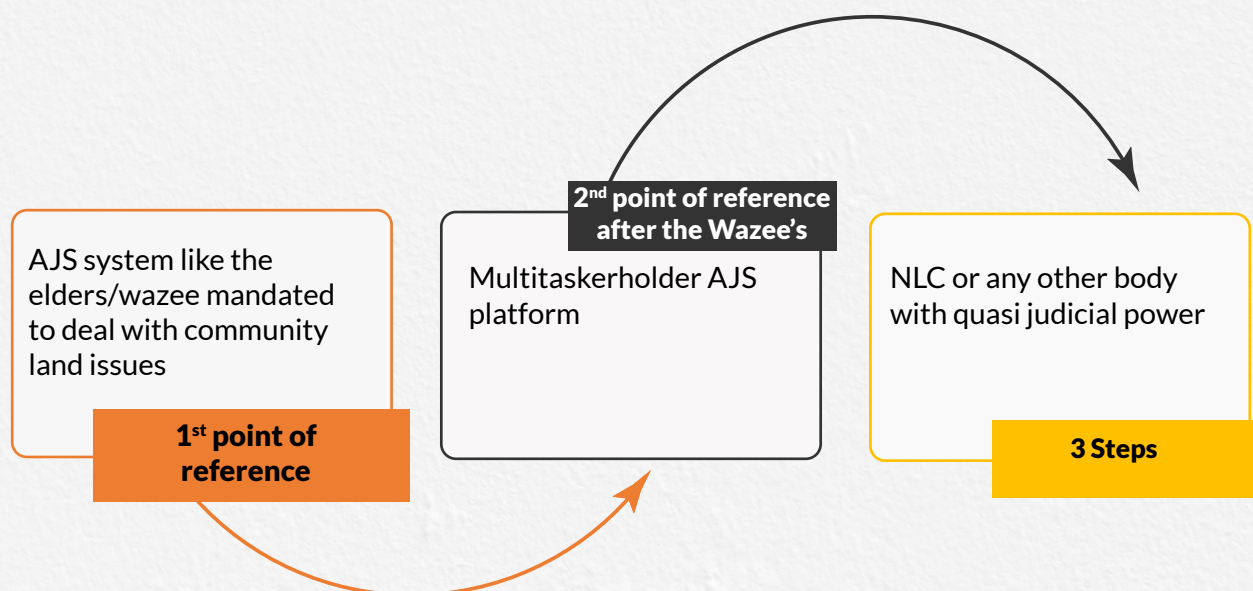 AJS system like the
elders/wazee mandated
to deal with community
land issues
1st point of
reference
2nd point of reference
after the Wazee's
Multitaskerholder AJS
platform
NLC or any other body
with quasi judicial power
3 Steps